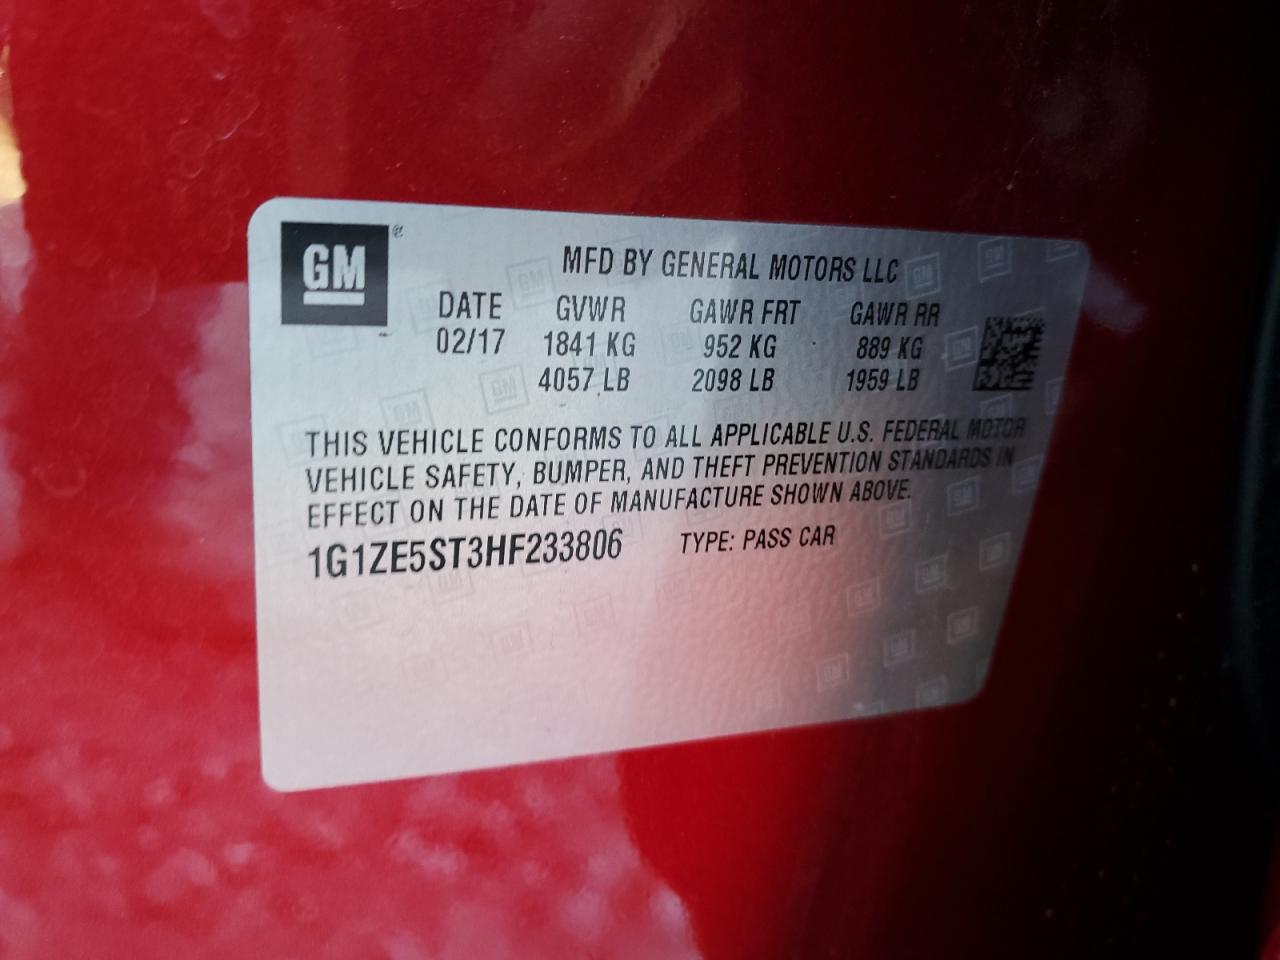 GM®
MFD BY GENERAL MOTORS LLC
DATE GVWR GAWR FRT GAWR RR
02/17 1841 KG 952 KG 889 KG
4057 LB 2098 LB 1959 LB
THIS VEHICLE CONFORMS TO ALL APPLICABLE U.S. FEDERAL MOTOR
VEHICLE SAFETY, BUMPER, AND THEFT PREVENTION STANDARDS IN
EFFECT ON THE DATE OF MANUFACTURE SHOWN ABOVE.
1G1ZE5ST3HF233806 TYPE: PASS CAR